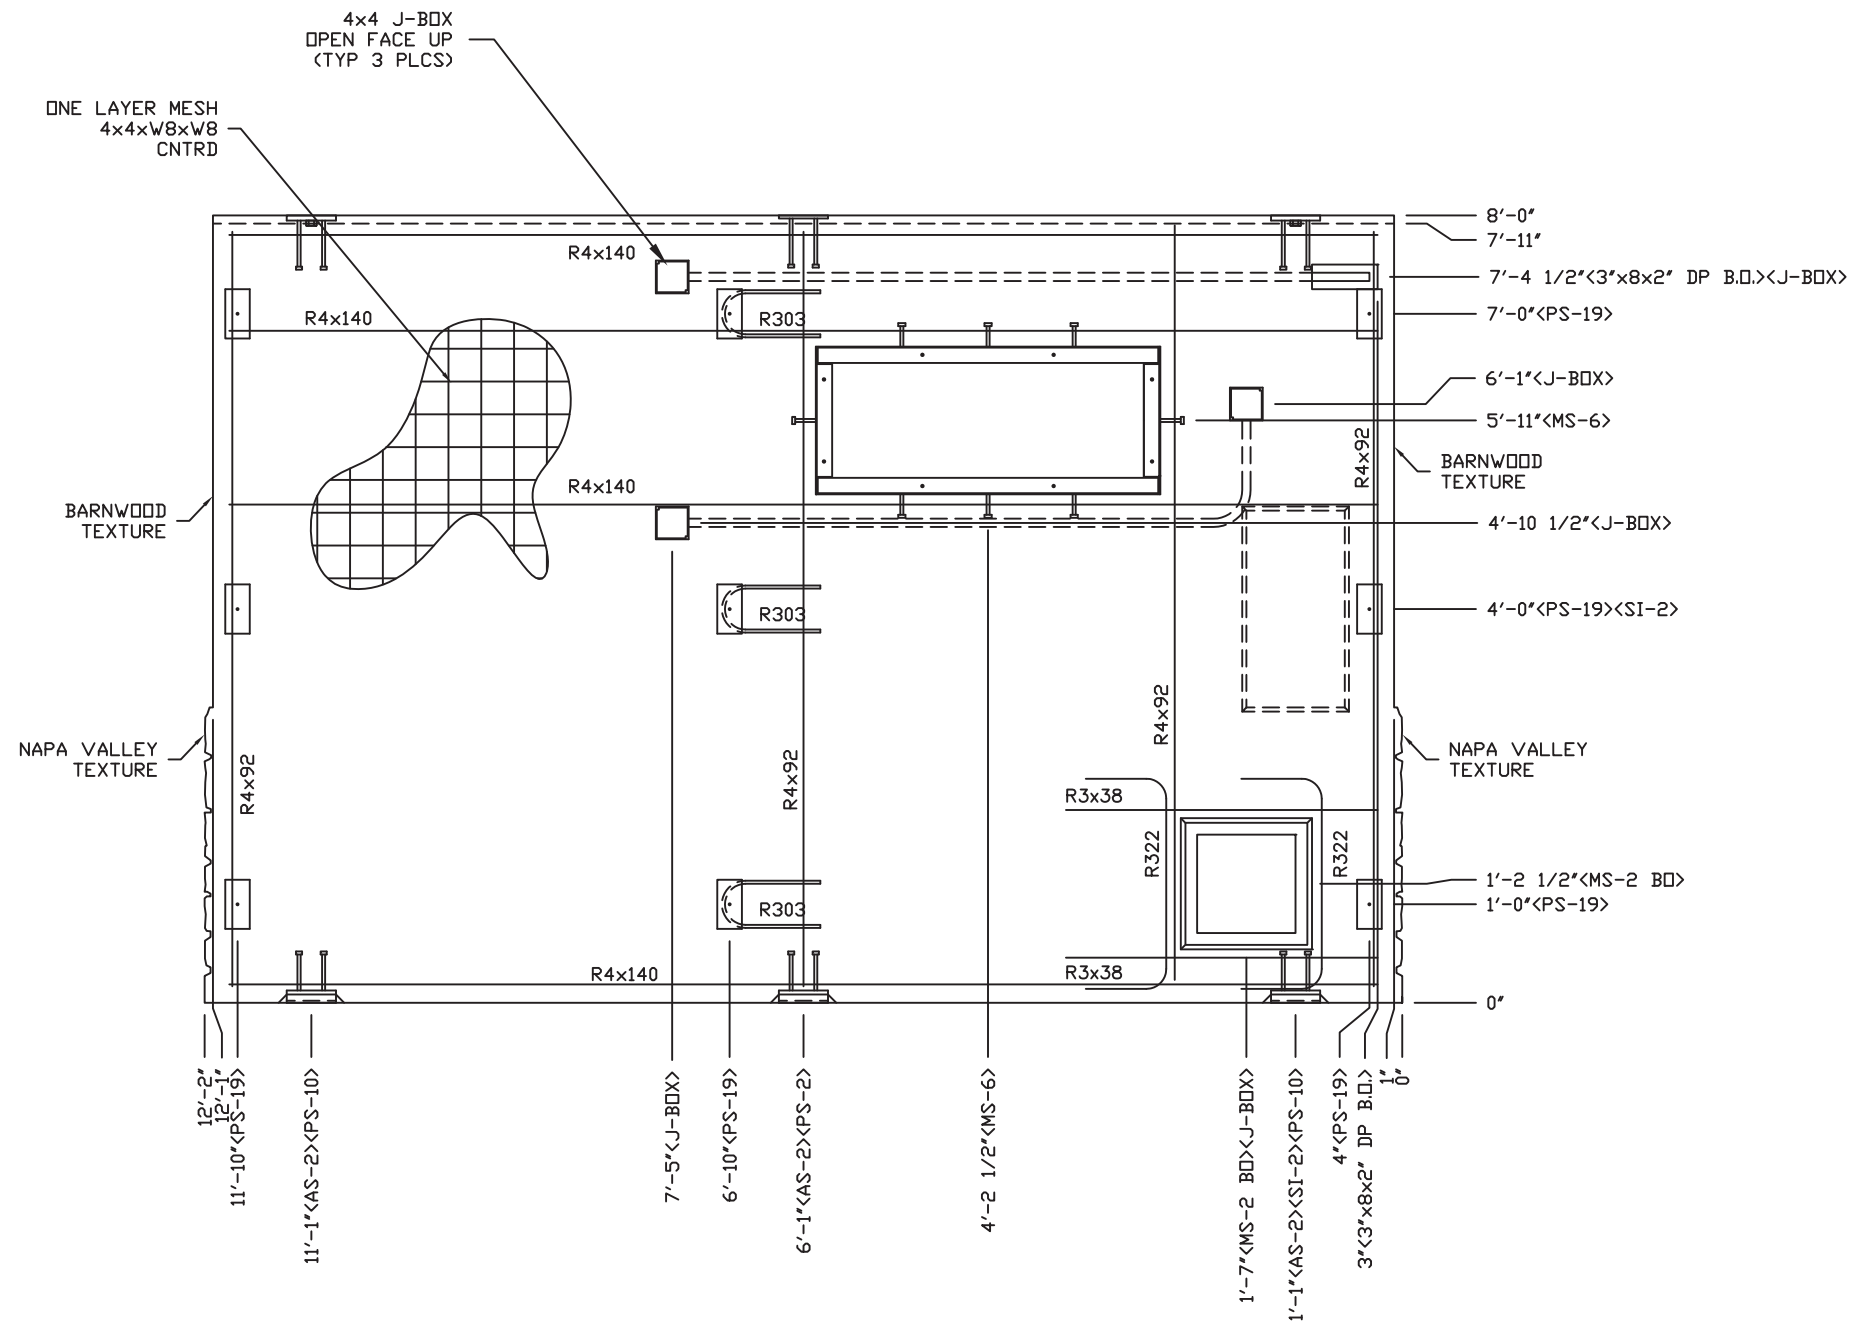 4x4 J-BOX
OPEN FACE UP
(TYP 3 PLCS)
ONE LAYER MESH
4x4xW8xW8
CNTRD
8'-0"
7'-11"
R4x140
7'-4 1/2"<3"x8x2" DP B.O.><J-BOX>
R4x140
R303
7'-0"<PS-19>
6'-1"<J-BOX>
5'-11"<MS-6>
R4x92
BARNWOOD
TEXTURE
R4x140
BARNWOOD
TEXTURE
4'-10 1/2"<J-BOX>
R303
4'-0"<PS-19><SI-2>
R4x92
NAPA VALLEY
TEXTURE
R4x92
R4x92
NAPA VALLEY
TEXTURE
R3x38
R322
R322
1'-2 1/2"<MS-2 BO>
R303
1'-0"<PS-19>
R4x140
R3x38
0"
12'-2"
12'-1"
11'-10"<PS-19>
11'-1"<AS-2><PS-10>
7'-5"<J-BOX>
6'-10"<PS-19>
6'-1"<AS-2><PS-2>
4'-2 1/2"<MS-6>
1'-7"<MS-2 BO><J-BOX>
1'-1"<AS-2><SI-2><PS-10>
4"<PS-19>
3"<3"x8x2" DP B.O.>
1"
0"